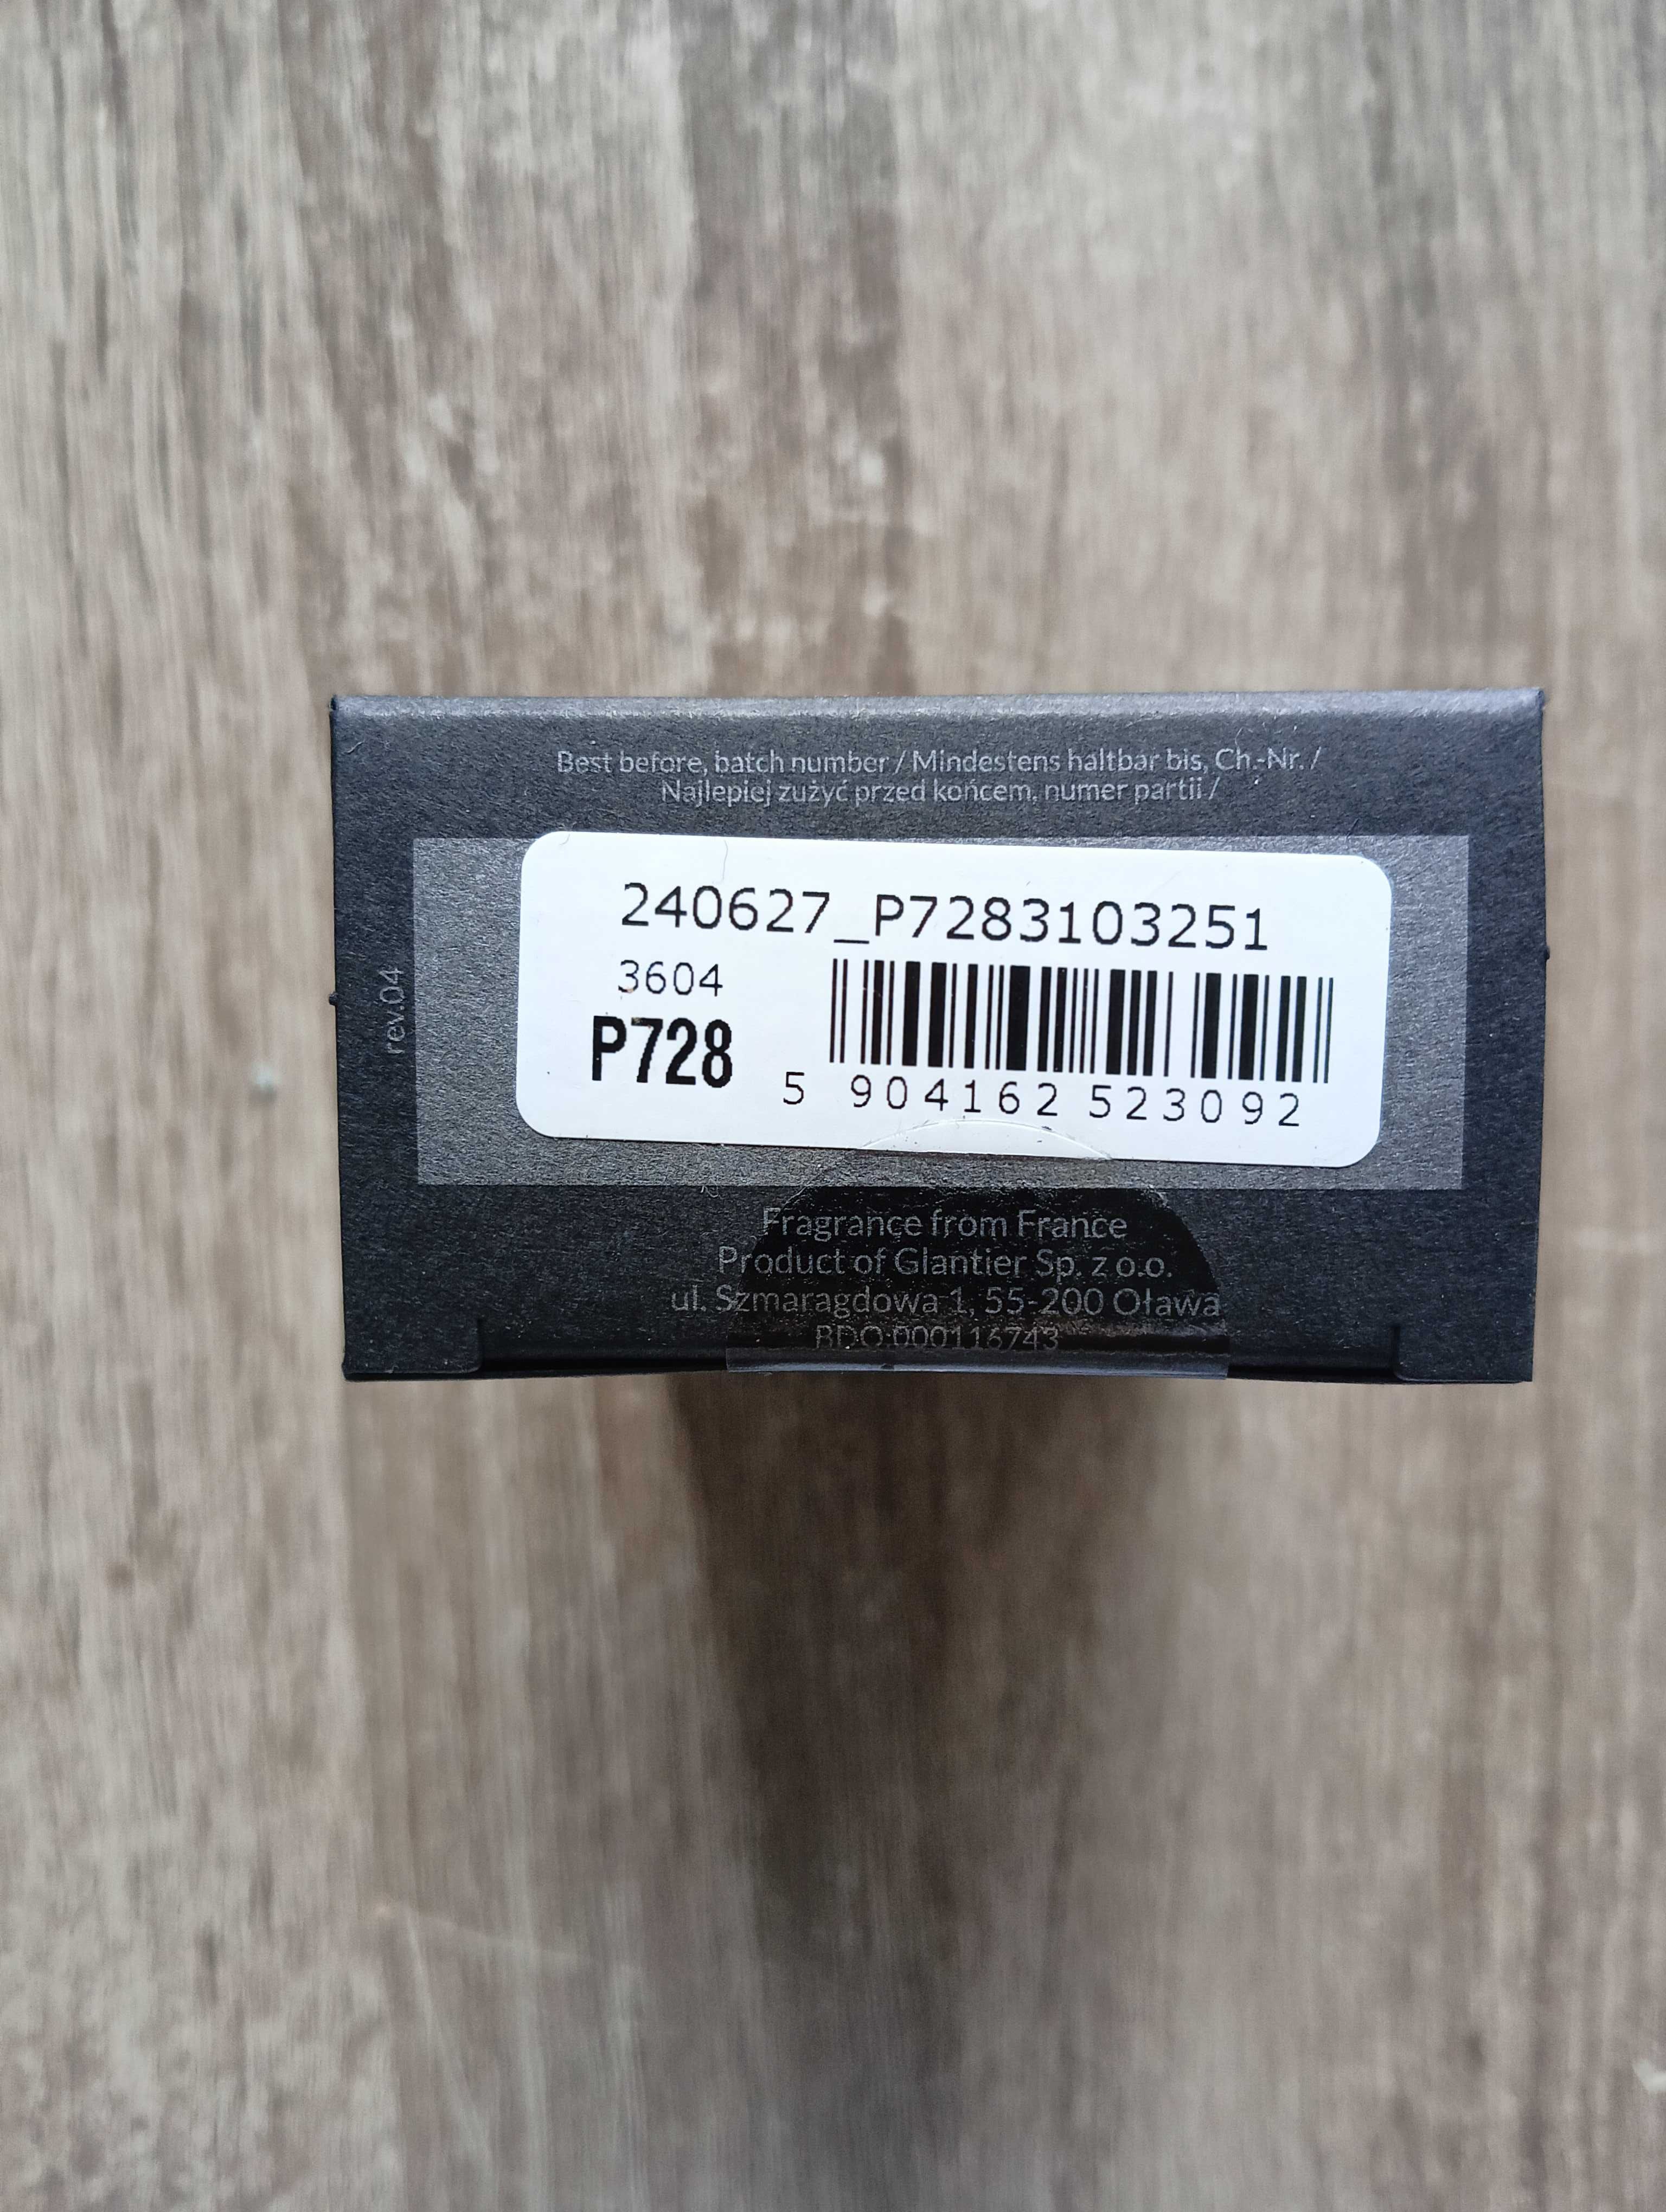 Best before, batch number / Mindestens haltbar bis, Ch.-Nr. /
Najlepiej zużyć przed końcem, numer partii /
240627_P7283103251
3604
P728
5 904162 523092
rev.04
Fragrance from France
Product of Glantier Sp. z o.o.
ul. Szmaragdowa 1, 55-200 Oława
BDO:000116743